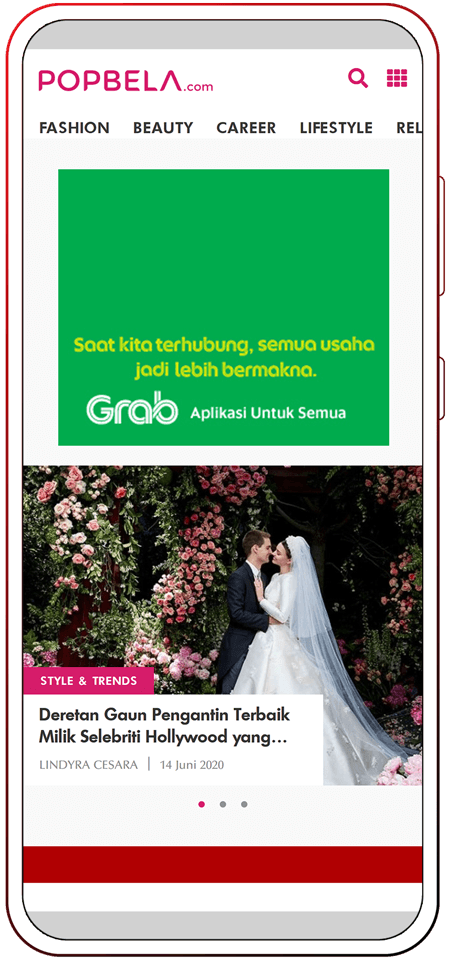 POPBELA.com
FASHION BEAUTY CAREER LIFESTYLE REL
Saat kita terhubung, semua usaha
jadi lebih bermakna.
Grab Aplikasi Untuk Semua
STYLE & TRENDS
Deretan Gaun Pengantin Terbaik
Milik Selebriti Hollywood yang...
LINDYRA CESARA | 14 Juni 2020